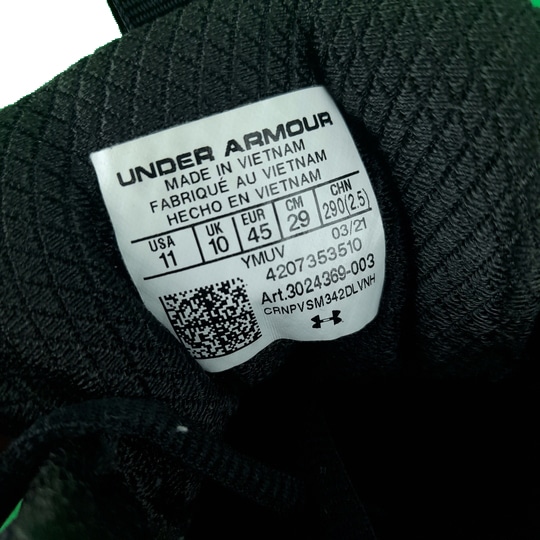 UNDER ARMOUR
MADE IN VIETNAM
FABRIQUÉ AU VIETNAM
HECHO EN VIETNAM
USA UK EUR CM CHN
11 10 45 29 290(2.5)
YMUV 03/21
4207353510
Art.3024369-003
CRNPVSM342DLVNH